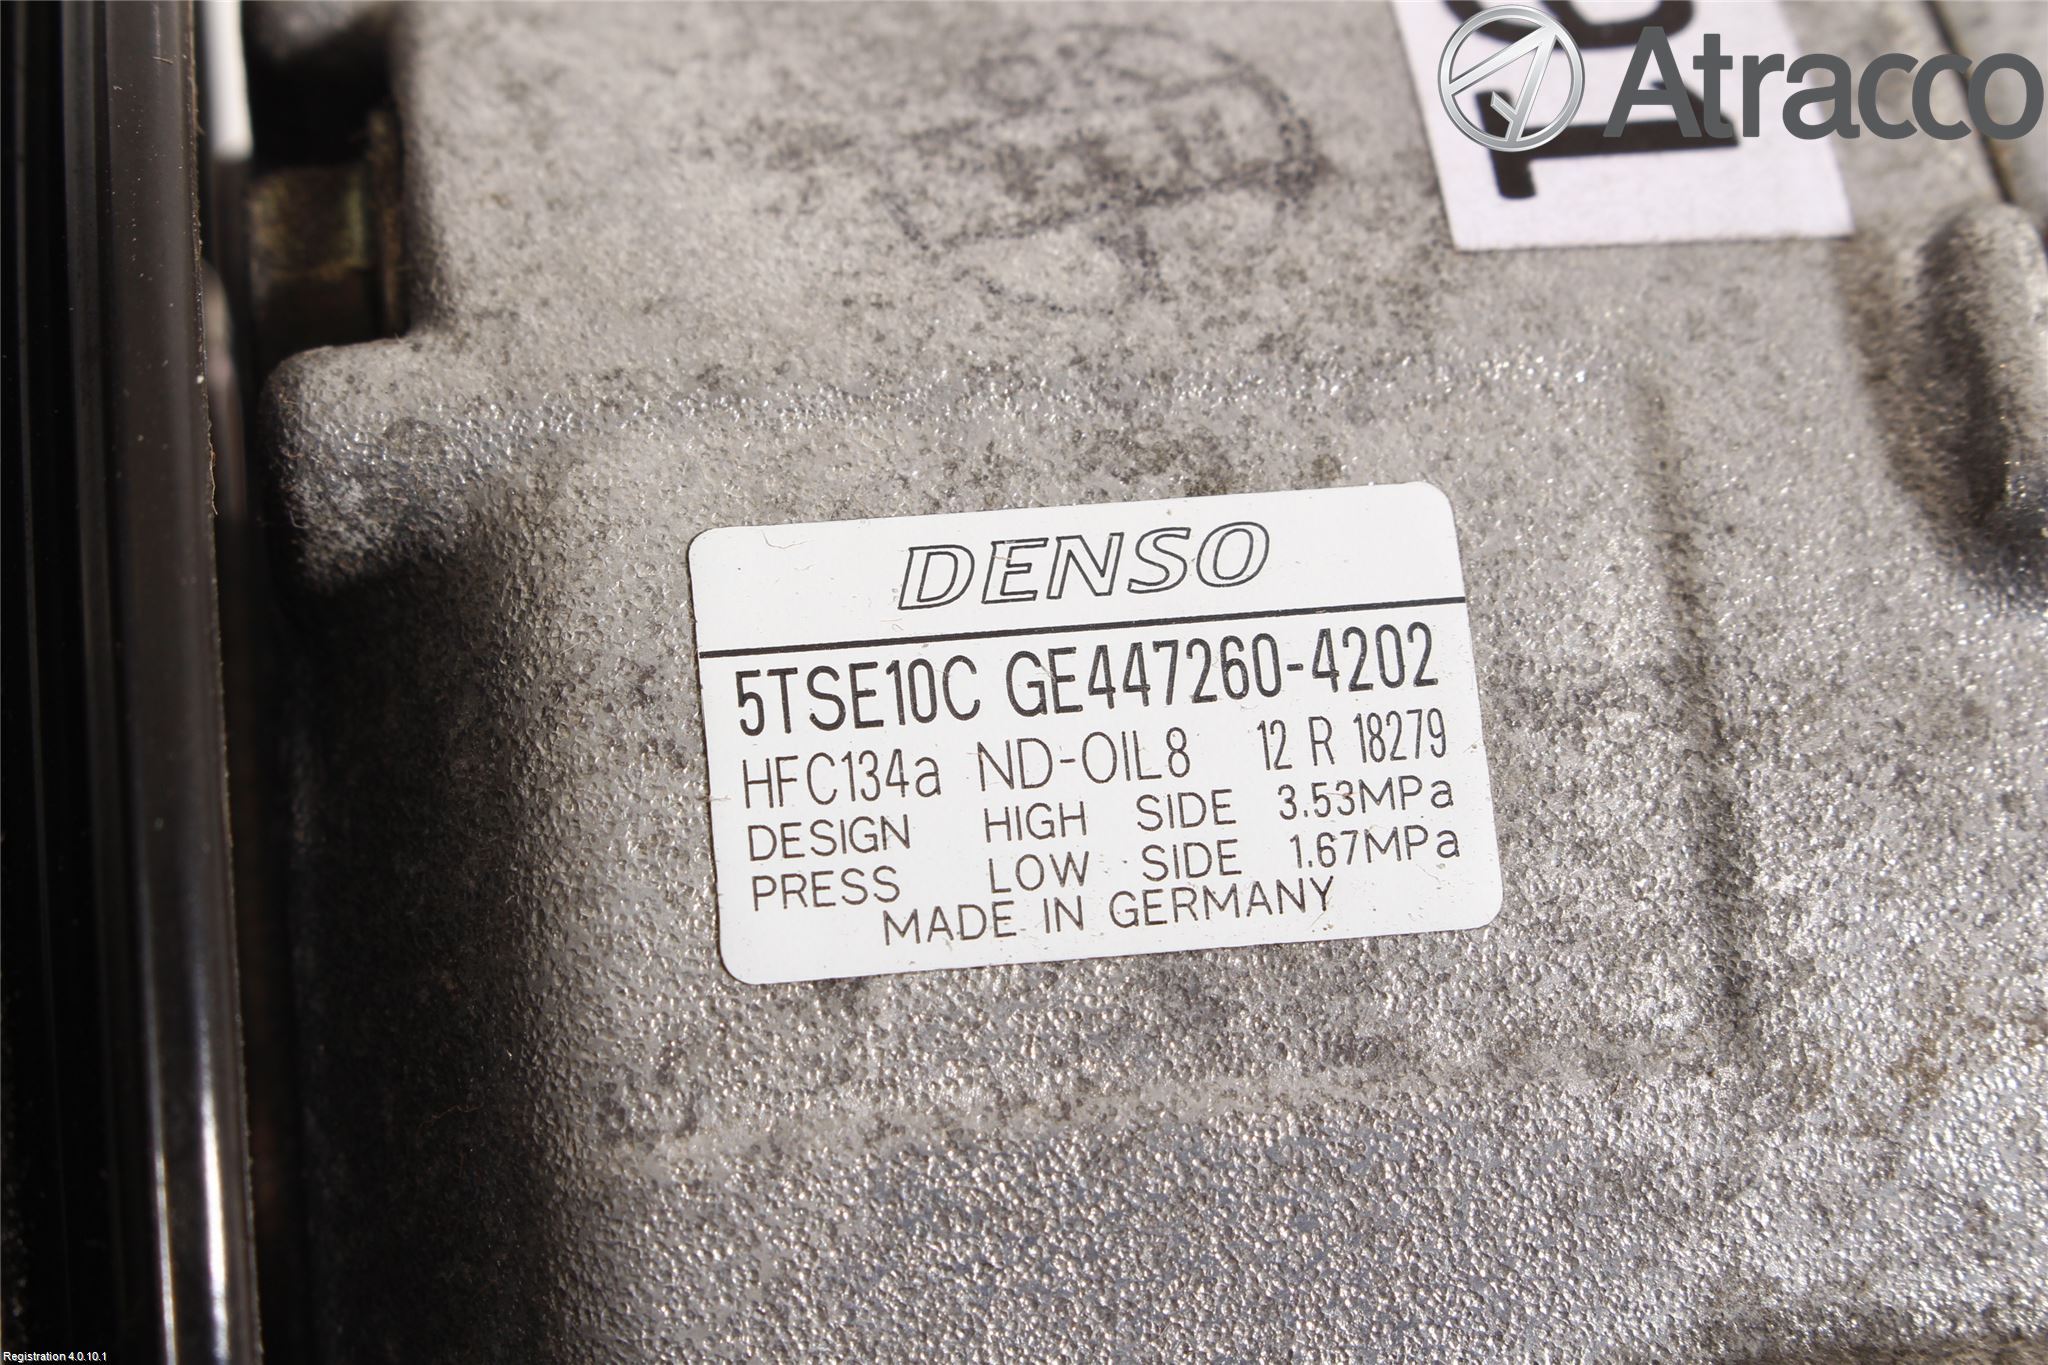 Atracco
DENSO
5TSE10C GE447260-4202
HFC134a ND-OIL8 12 R 18279
DESIGN HIGH SIDE 3.53MPa
PRESS LOW SIDE 1.67MPa
MADE IN GERMANY
Registration 4.0.10.1